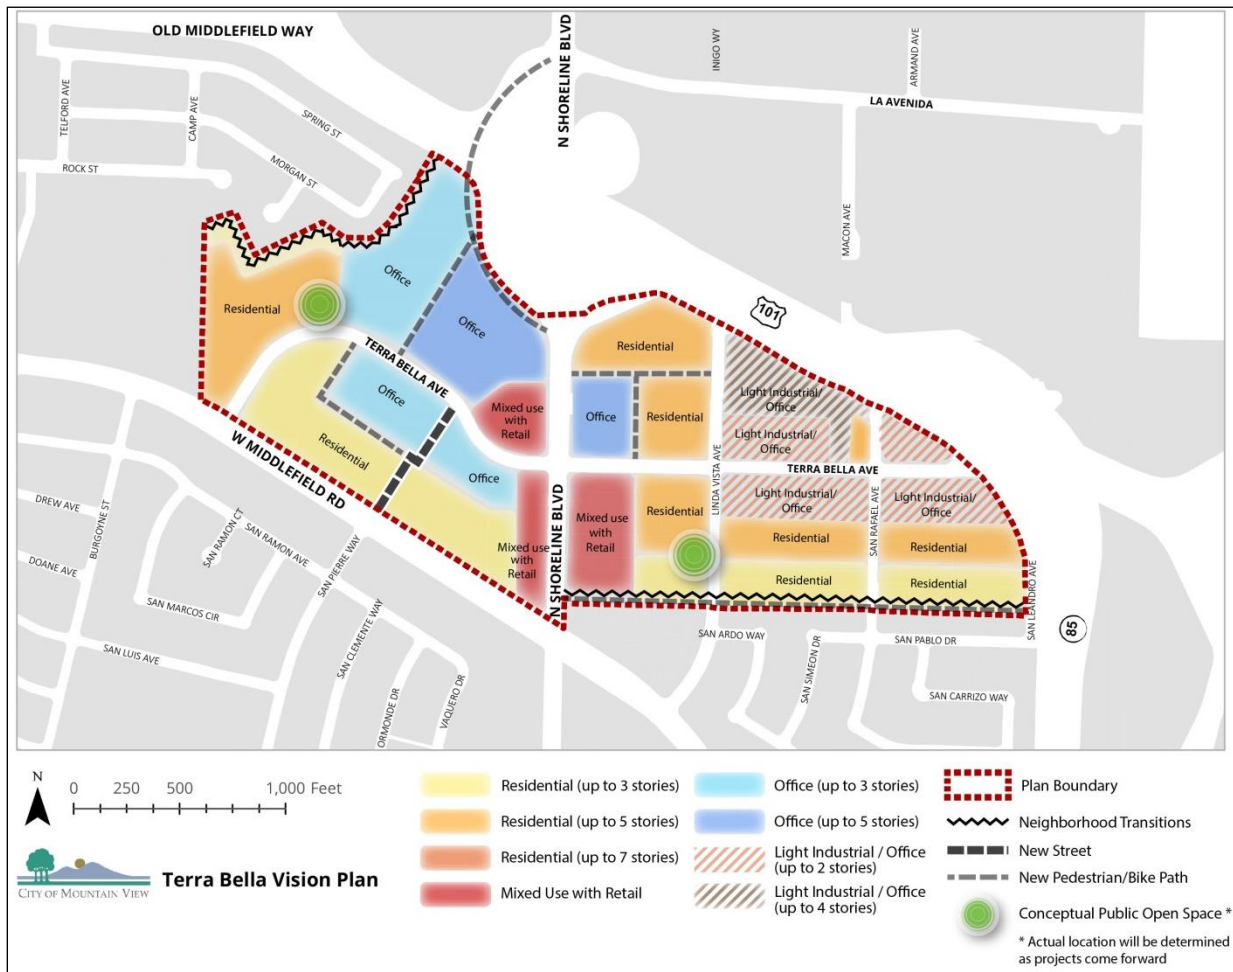 OLD MIDDLEFIELD WAY
N SHORELINE BLVD
INIGO WY
ARMAND AVE
LA AVENIDA
TELFORD AVE
CAMP AVE
SPRING ST
ROCK ST
MORGAN ST
MACON AVE
101
Office
Residential
Office
TERRA BELLA AVE
Residential
Light Industrial/
Office
Office
Mixed use
with
Retail
Office
Residential
Light Industrial/
Office
LINDA VISTA AVE
TERRA BELLA AVE
Residential
W MIDDLEFIELD RD
Office
N SHORELINE BLVD
Residential
Light Industrial/
Office
SAN RAFAEL AVE
Light Industrial/
Office
Mixed use
with
Retail
Mixed use
with
Retail
Residential
Residential
Residential
Residential
DREW AVE
BURGOYNE ST
SAN RAMON CT
SAN RAMON AVE
SAN PIERRE WAY
DOANE AVE
SAN MARCOS CIR
SAN CLEMENTE WAY
SAN LUIS AVE
ORMONDE DR
VAQUERO DR
SAN ARDO WAY
SAN SIMEON DR
SAN PABLO DR
SAN LEANDRO AVE
85
SAN CARRIZO WAY
N
0 250 500 1,000 Feet
CITY OF MOUNTAIN VIEW
Terra Bella Vision Plan
Residential (up to 3 stories)
Residential (up to 5 stories)
Residential (up to 7 stories)
Mixed Use with Retail
Office (up to 3 stories)
Office (up to 5 stories)
Light Industrial / Office
(up to 2 stories)
Light Industrial / Office
(up to 4 stories)
Plan Boundary
Neighborhood Transitions
New Street
New Pedestrian/Bike Path
Conceptual Public Open Space *
* Actual location will be determined
as projects come forward